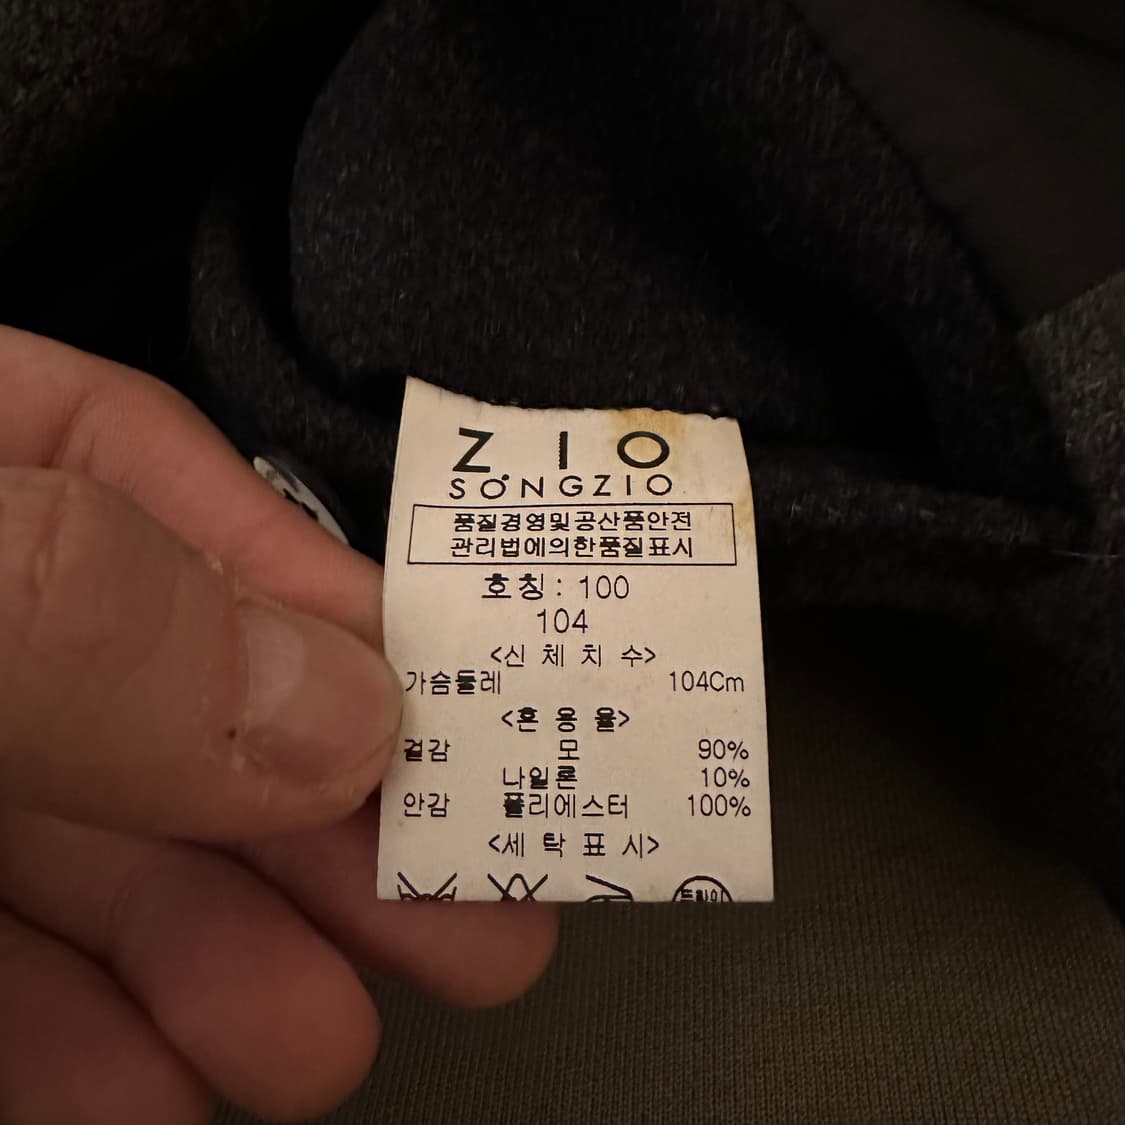 ZIO
SONGZIO
품질경영및공산품안전
관리법에의한품질표시
호칭: 100
104
<신 체 치 수>
가슴둘레 104Cm
<혼 용 율>
겉감 모 90%
나일론 10%
안감 폴리에스터 100%
<세 탁 표 시>
드라이